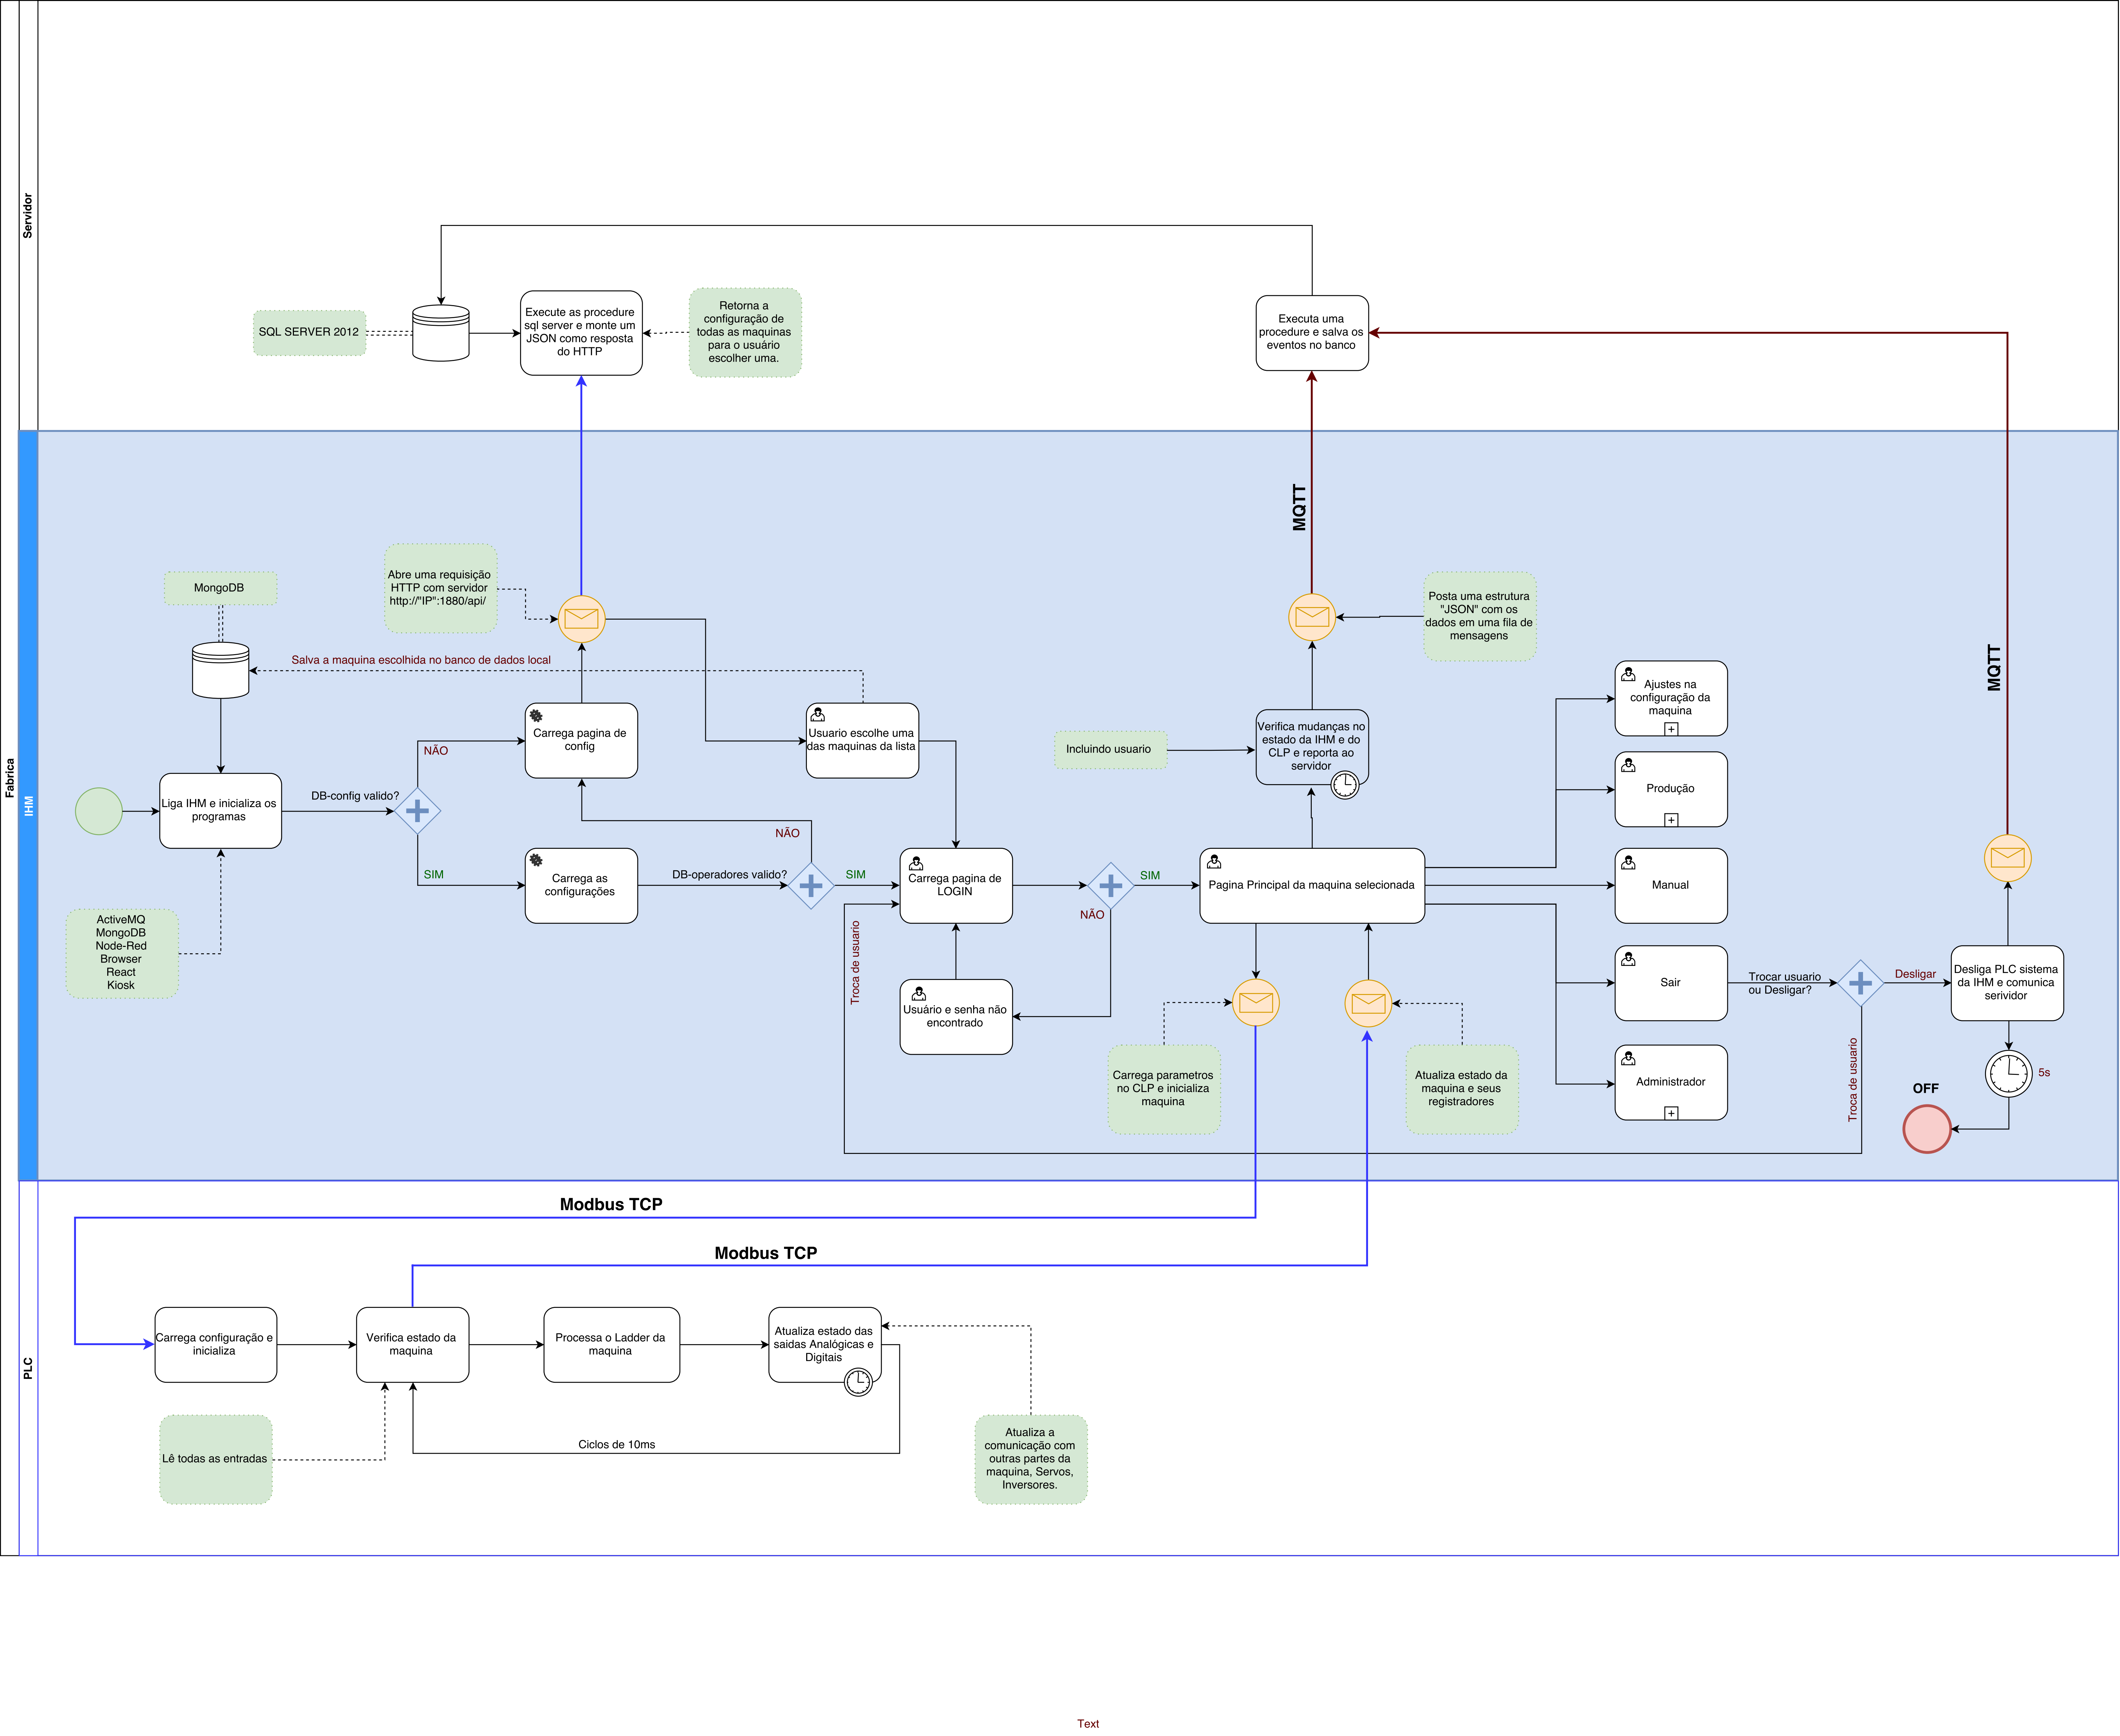 Fabrica
Servidor
SQL SERVER 2012
Execute as procedure
sql server e monte um
JSON como resposta
do HTTP
Retorna a
configuração de
todas as maquinas
para o usuário
escolher uma.
Executa uma
procedure e salva os
eventos no banco
IHM
MQTT
MQTT
MongoDB
Abre uma requisição
HTTP com servidor
http://"IP":1880/api/
Posta uma estrutura
"JSON" com os
dados em uma fila de
mensagens
Salva a maquina escolhida no banco de dados local
Carrega pagina de
config
Usuario escolhe uma
das maquinas da lista
Incluindo usuario
Verifica mudanças no
estado da IHM e do
CLP e reporta ao
servidor
Ajustes na
configuração da
maquina
Produção
NÃO
Liga IHM e inicializa os
programas
DB-config valido?
NÃO
SIM
Carrega as
configurações
DB-operadores valido?
SIM
Carrega pagina de
LOGIN
SIM
NÃO
Pagina Principal da maquina selecionada
Manual
ActiveMQ
MongoDB
Node-Red
Browser
React
Kiosk
Troca de usuario
Usuário e senha não
encontrado
Sair
Trocar usuario
ou Desligar?
Desligar
Desliga PLC sistema
da IHM e comunica
serividor
Carrega parametros
no CLP e inicializa
maquina
Atualiza estado da
maquina e seus
registradores
Administrador
Troca de usuario
5s
OFF
PLC
Modbus TCP
Modbus TCP
Carrega configuração e
inicializa
Verifica estado da
maquina
Processa o Ladder da
maquina
Atualiza estado das
saidas Analógicas e
Digitais
Ciclos de 10ms
Lê todas as entradas
Atualiza a
comunicação com
outras partes da
maquina, Servos,
Inversores.
Text